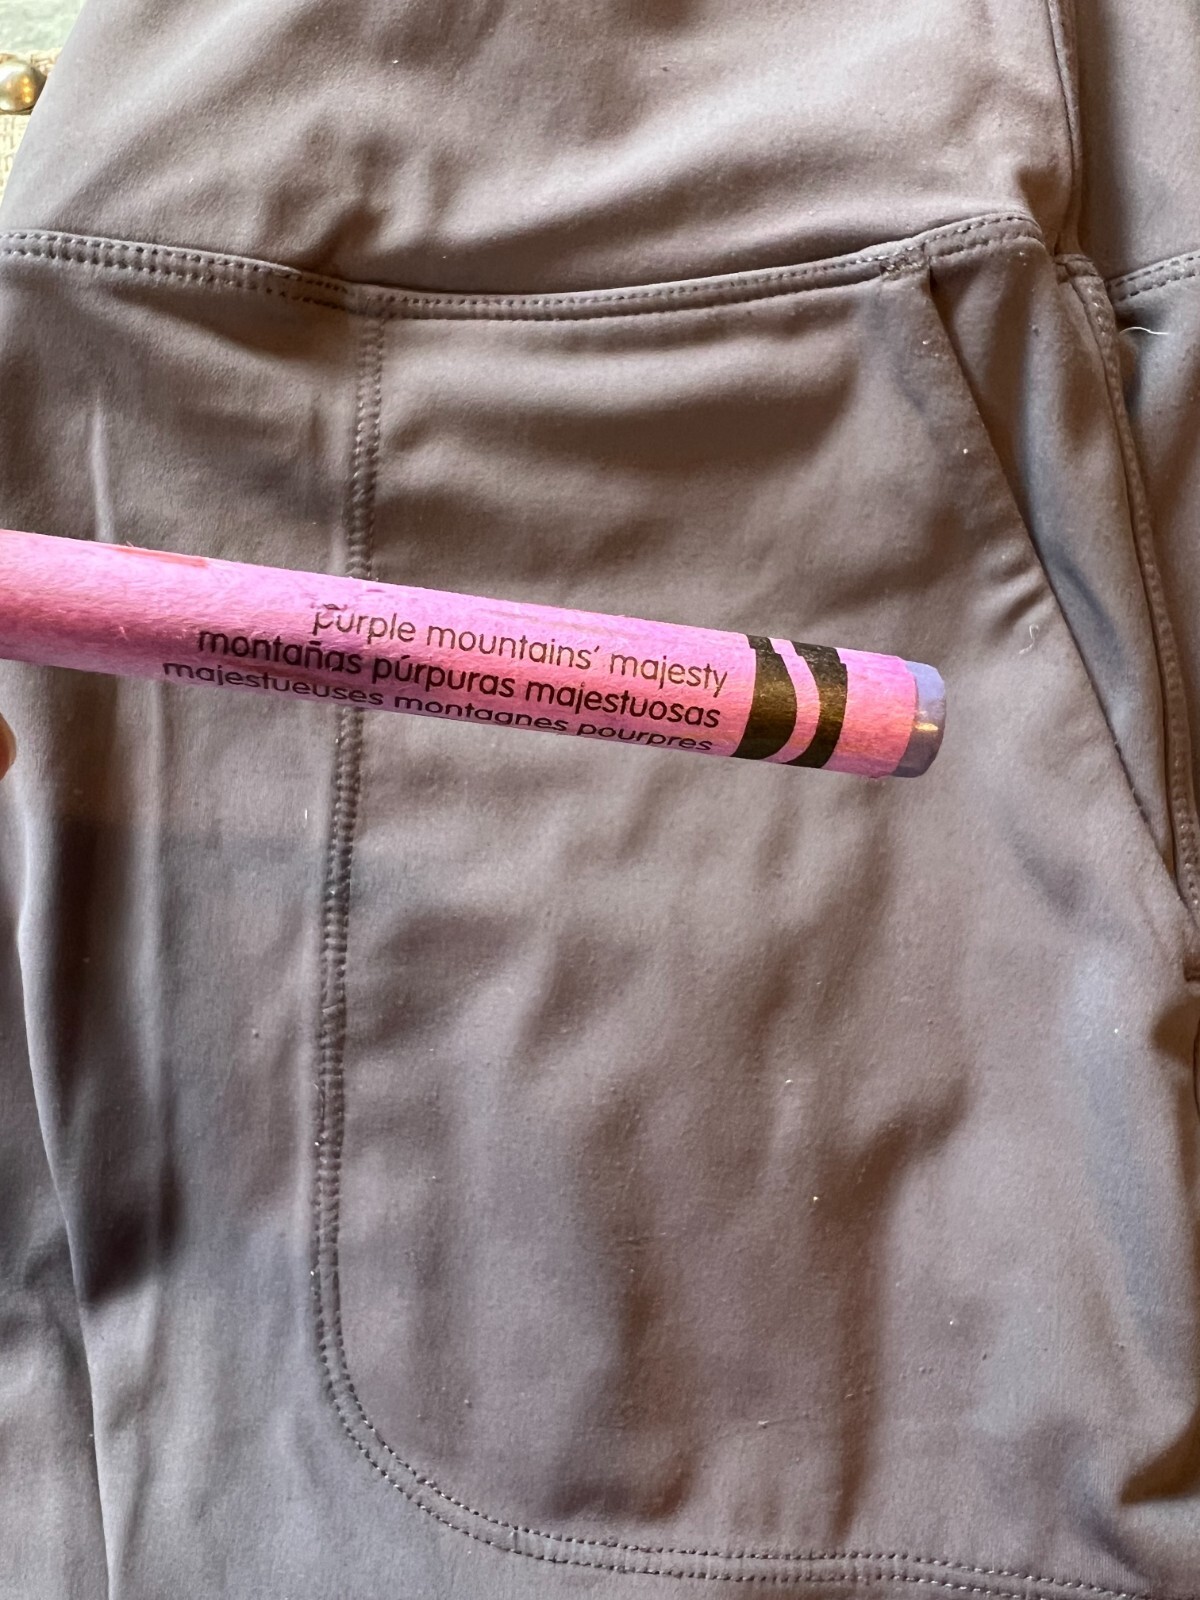 purple mountains' majesty
montañas púrpuras majestuosas
majestueuses montagnes pourpres